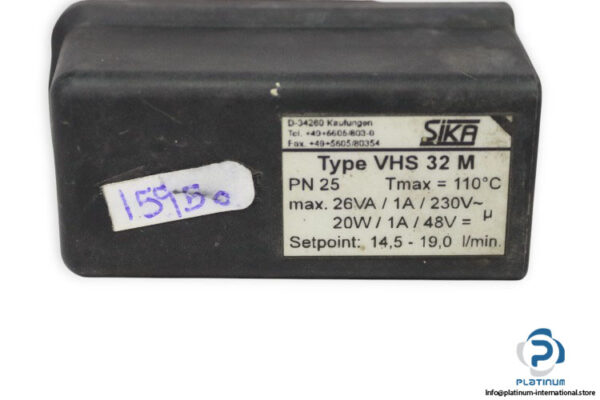 D-34260 Kaufungen
Tel. +49+5605/803-0
Fax. +49+5605/80354
SIKA
Type VHS 32 M
PN 25 Tmax = 110°C
max. 26VA / 1A / 230V~
20W / 1A / 48V = µ
Setpoint: 14,5 - 19,0 l/min.
15950
PLATINUM
info@platinum-international.store